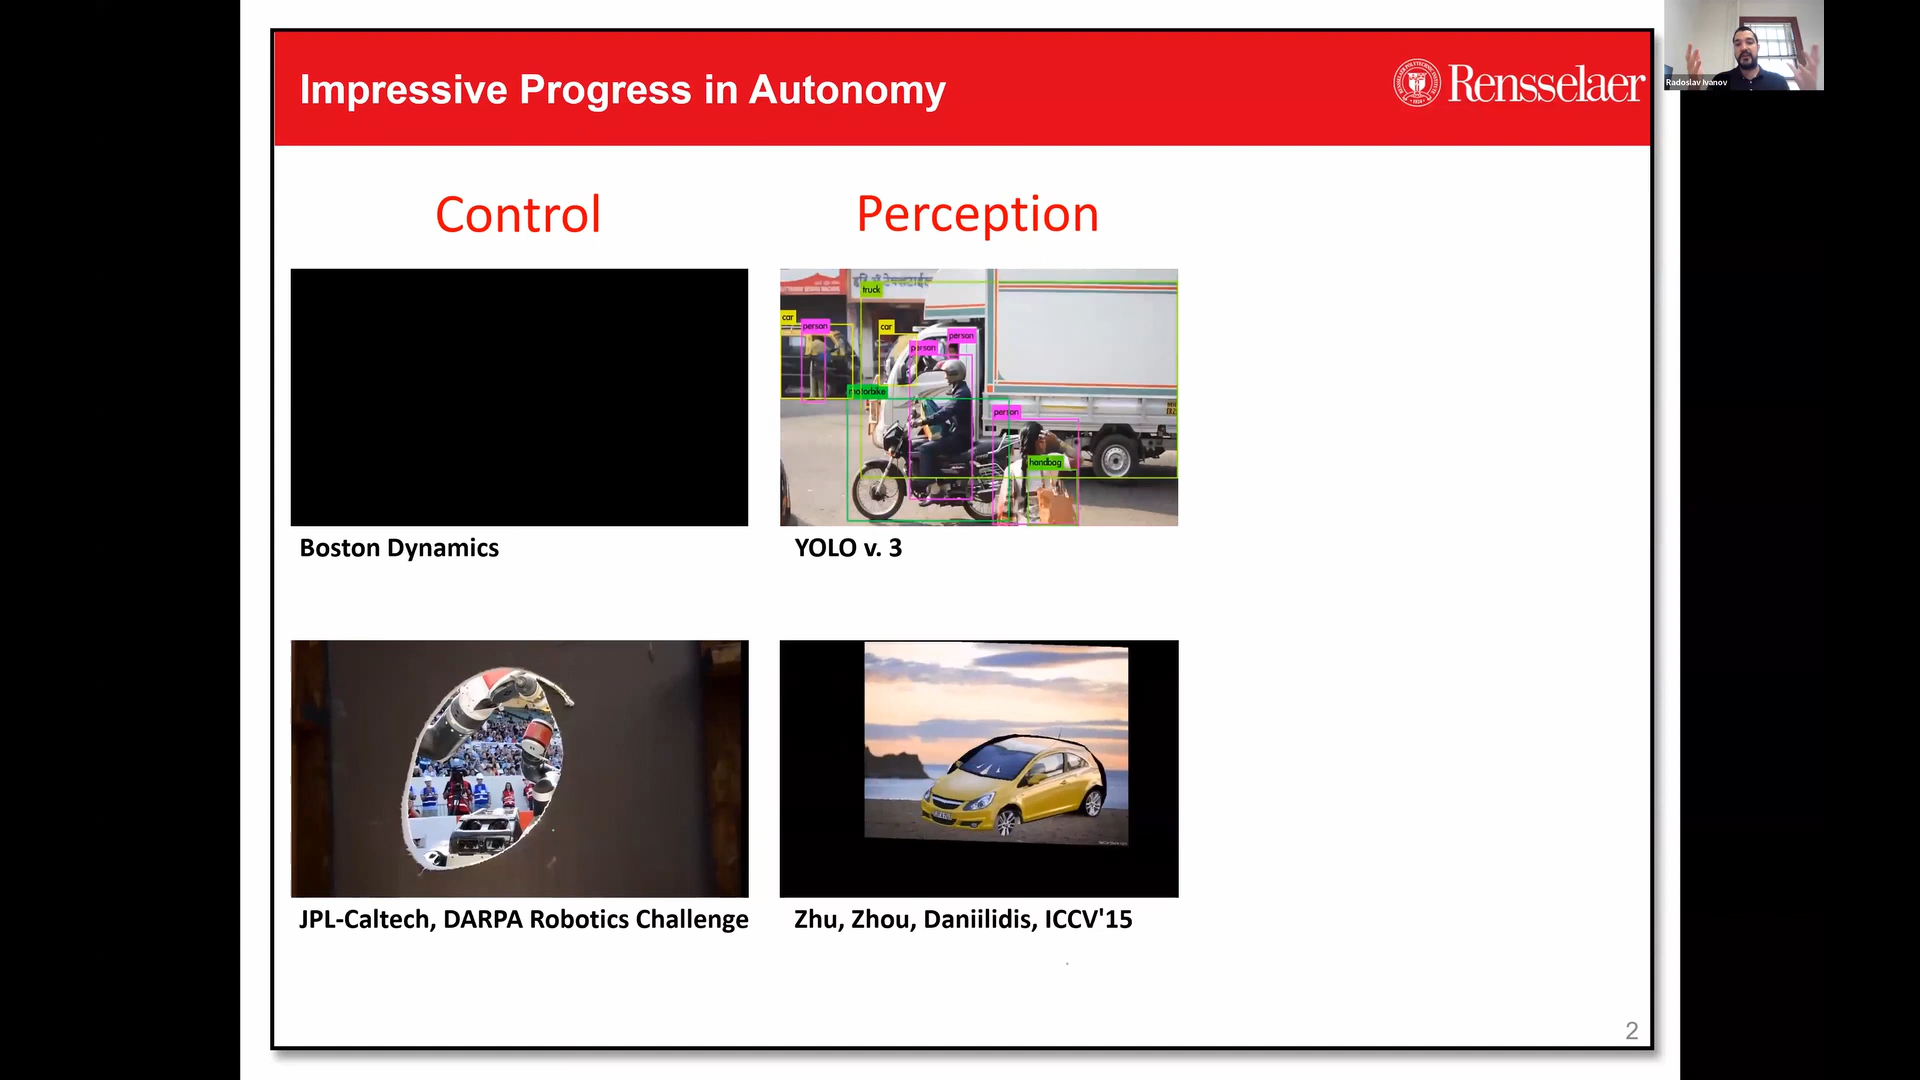 Impressive Progress in Autonomy
Rensselaer
Radoslav Ivanov
Control
Perception
truck
car
person
car
person
person
motorbike
person
handbag
Boston Dynamics
YOLO v. 3
JPL-Caltech, DARPA Robotics Challenge
Zhu, Zhou, Daniilidis, ICCV'15
2